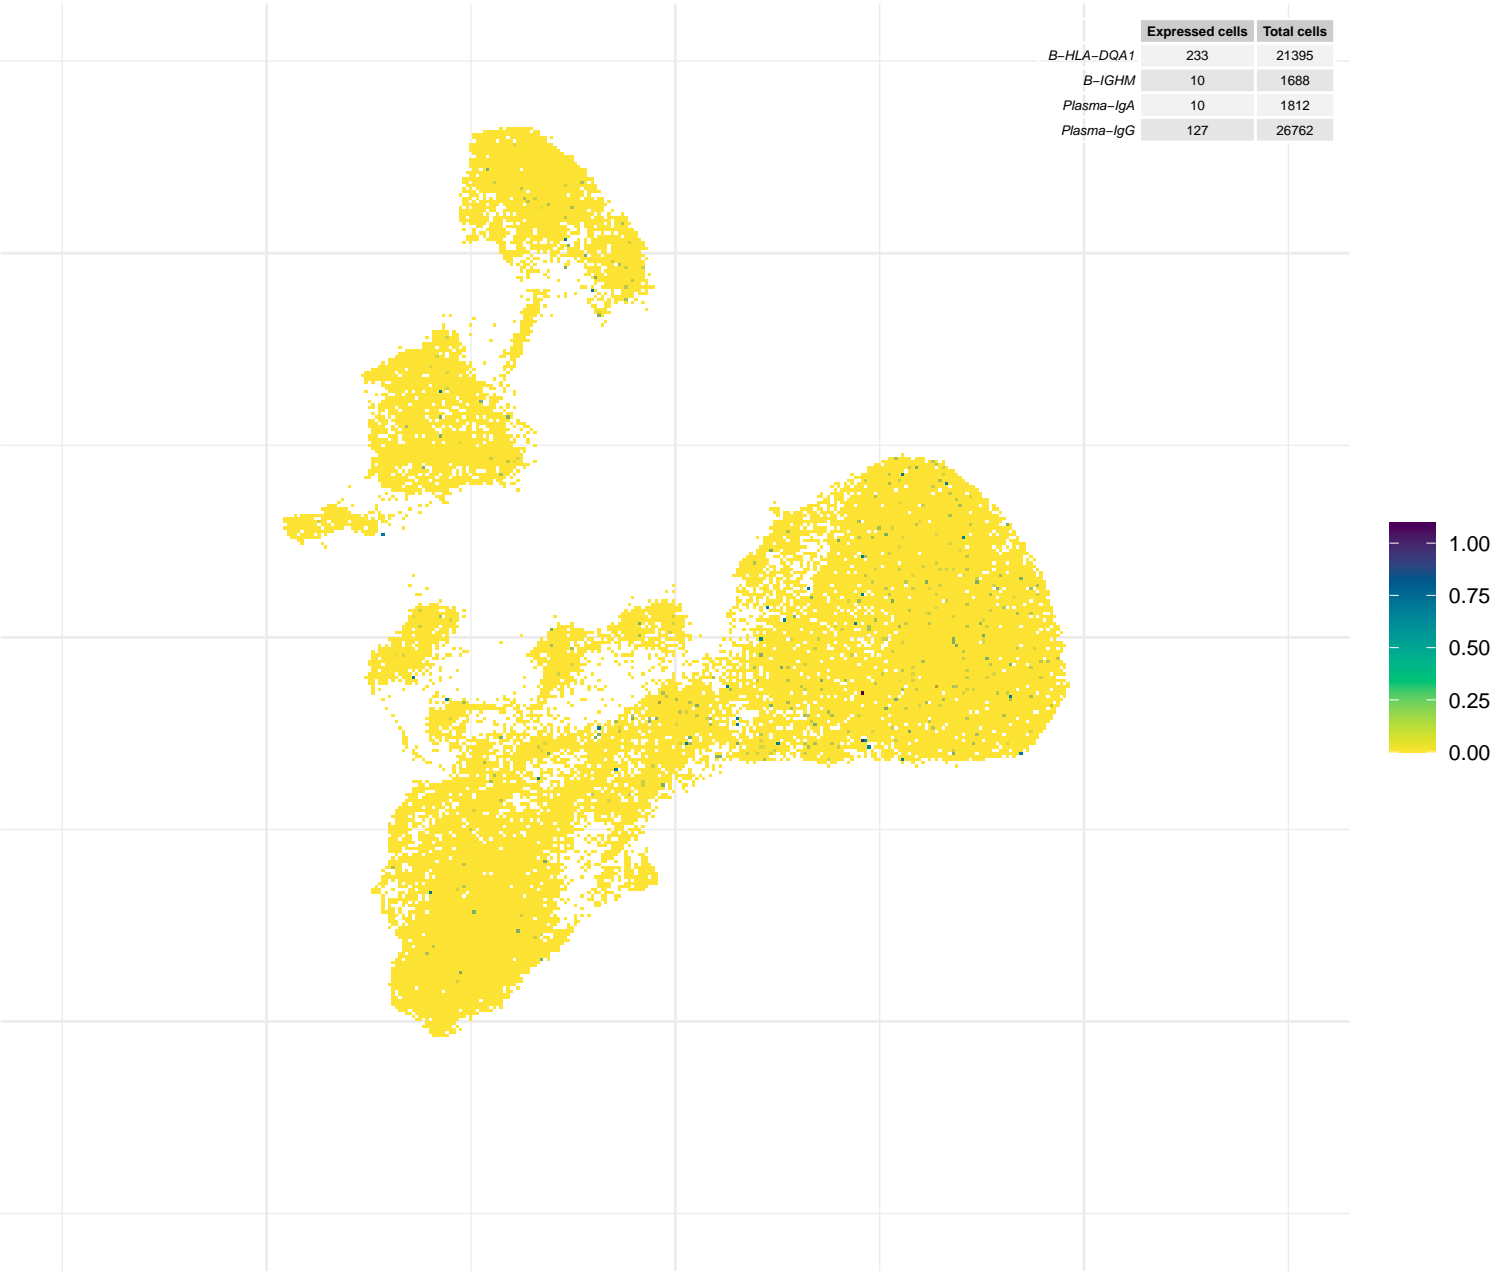 Expressed cells Total cells
B−HLA−DQA1 233 21395
B−IGHM 10 1688
Plasma−IgA 10 1812
Plasma−IgG 127 26762
1.00
0.75
0.50
0.25
0.00